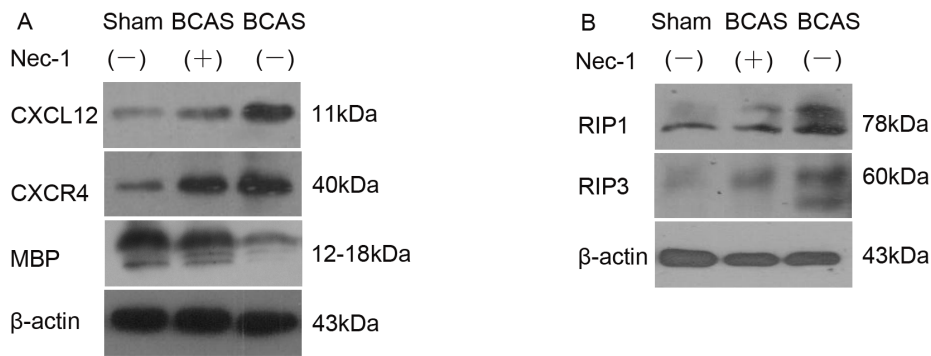 A Sham BCAS BCAS
Nec-1 (－) (＋) (－)
CXCL12 11kDa
CXCR4 40kDa
MBP 12-18kDa
β-actin 43kDa
B Sham BCAS BCAS
Nec-1 (－) (＋) (－)
RIP1 78kDa
RIP3 60kDa
β-actin 43kDa